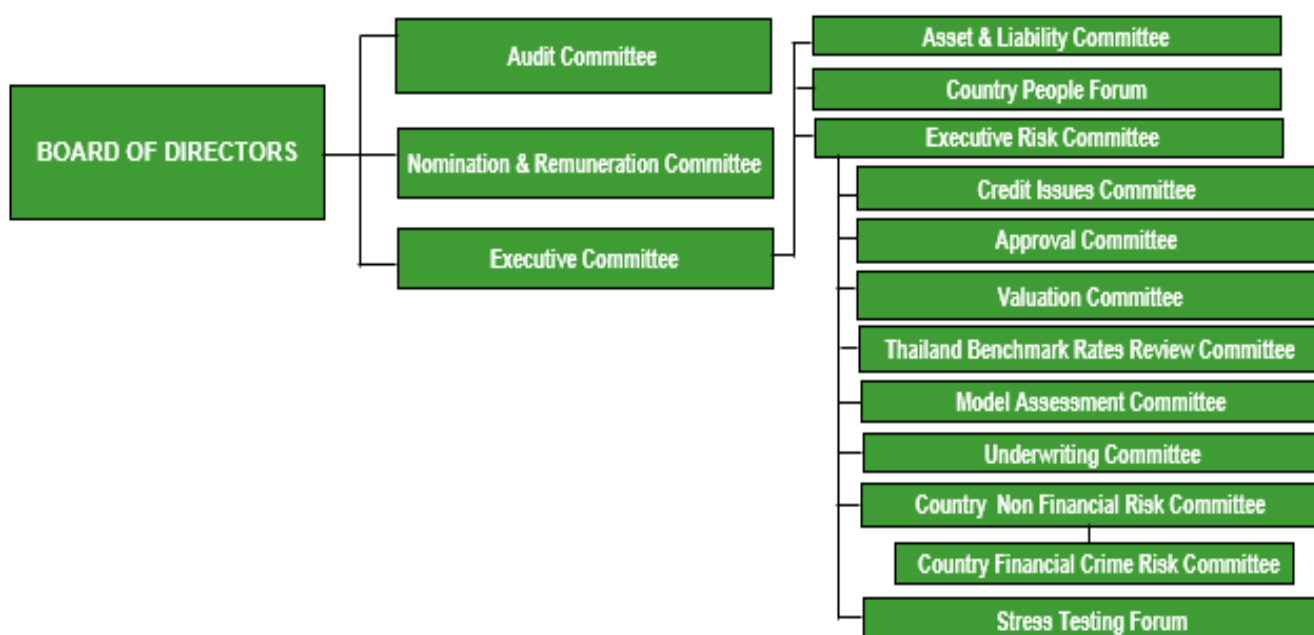 BOARD OF DIRECTORS
Audit Committee
Nomination & Remuneration Committee
Executive Committee
Asset & Liability Committee
Country People Forum
Executive Risk Committee
Credit Issues Committee
Approval Committee
Valuation Committee
Thailand Benchmark Rates Review Committee
Model Assessment Committee
Underwriting Committee
Country Non Financial Risk Committee
Country Financial Crime Risk Committee
Stress Testing Forum